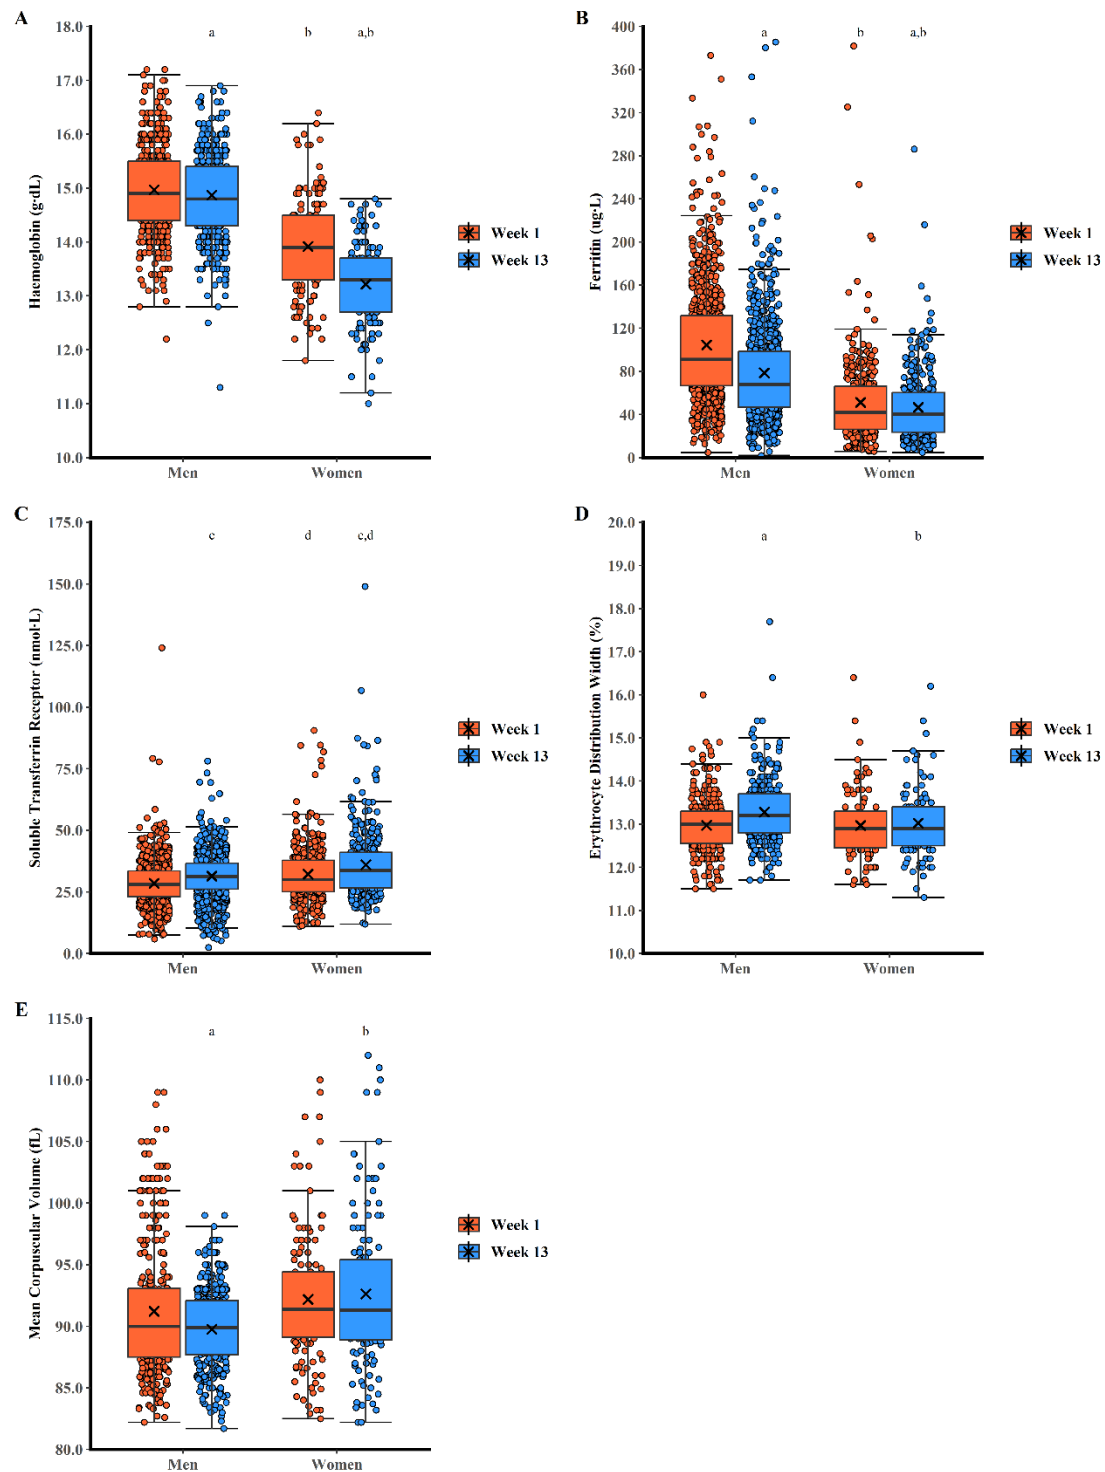 A
Haemoglobin (g·dL)
18.0
17.0
16.0
15.0
14.0
13.0
12.0
11.0
10.0
a
b
a,b
Men
Women
Week 1
Week 13
B
Ferritin (ug·L)
400
360
320
280
240
200
160
120
80
40
0
a
b
a,b
Men
Women
Week 1
Week 13
C
Soluble Transferrin Receptor (nmol·L)
175.0
150.0
125.0
100.0
75.0
50.0
25.0
0.0
c
d
c,d
Men
Women
Week 1
Week 13
D
Erythrocyte Distribution Width (%)
20.0
19.0
18.0
17.0
16.0
15.0
14.0
13.0
12.0
11.0
10.0
a
b
Men
Women
Week 1
Week 13
E
Mean Corpuscular Volume (fL)
115.0
110.0
105.0
100.0
95.0
90.0
85.0
80.0
a
b
Men
Women
Week 1
Week 13